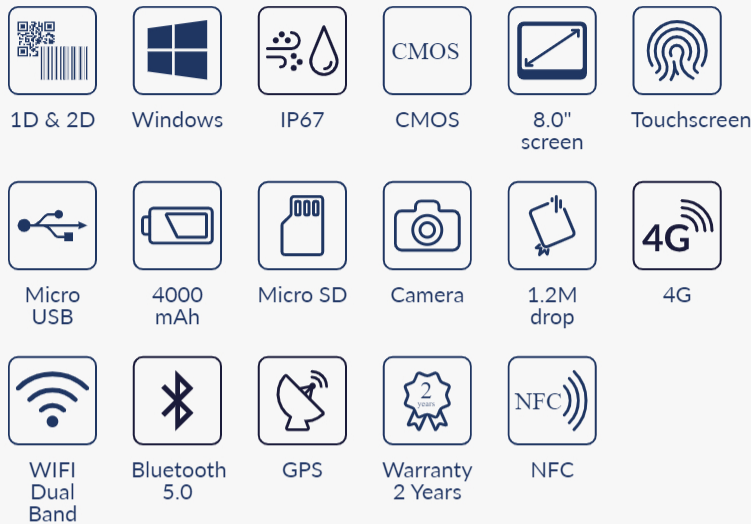 CMOS
1D & 2D
Windows
IP67
CMOS
8.0"
screen
Touchscreen
4G
Micro
USB
4000
mAh
Micro SD
Camera
1.2M
drop
4G
2
years
NFC
WIFI
Dual
Band
Bluetooth
5.0
GPS
Warranty
2 Years
NFC